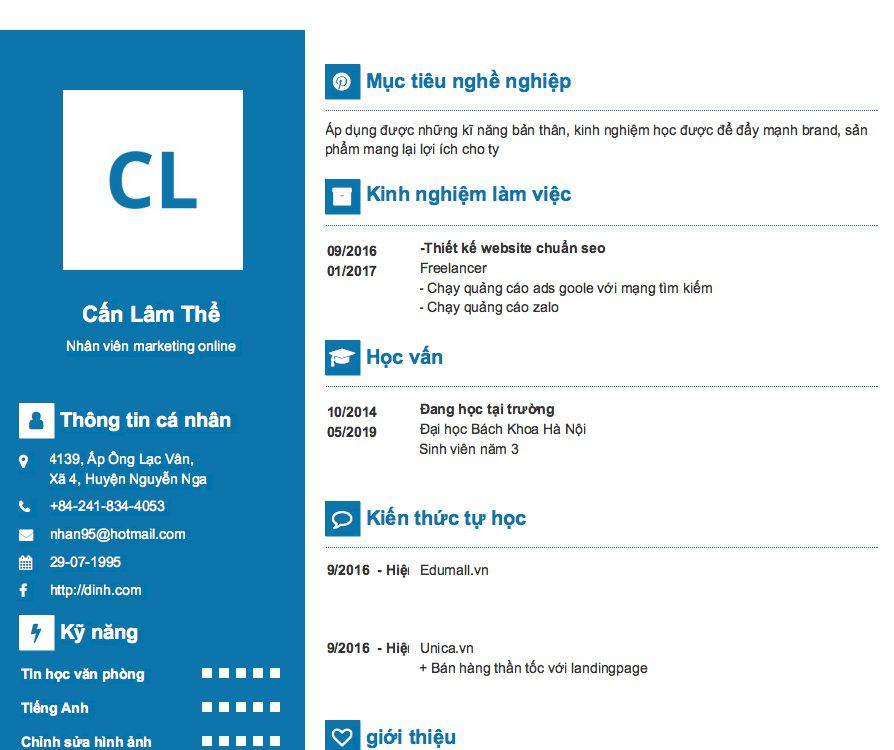 CL
Cấn Lâm Thể
Nhân viên marketing online
Thông tin cá nhân
4139, Ấp Ông Lạc Vân,
Xã 4, Huyện Nguyễn Nga
+84-241-834-4053
nhan95@hotmail.com
29-07-1995
http://dinh.com
Kỹ năng
Tin học văn phòng
Tiếng Anh
Chỉnh sửa hình ảnh
Mục tiêu nghề nghiệp
Áp dụng được những kĩ năng bản thân, kinh nghiệm học được để đẩy mạnh brand, sản
phẩm mang lại lợi ích cho ty
Kinh nghiệm làm việc
09/2016
01/2017
-Thiết kế website chuẩn seo
Freelancer
- Chạy quảng cáo ads goole với mạng tìm kiếm
- Chạy quảng cáo zalo
Học vấn
10/2014
05/2019
Đang học tại trường
Đại học Bách Khoa Hà Nội
Sinh viên năm 3
Kiến thức tự học
9/2016 - Hiệ Edumall.vn
9/2016 - Hiệ Unica.vn
+ Bán hàng thần tốc với landingpage
giới thiệu